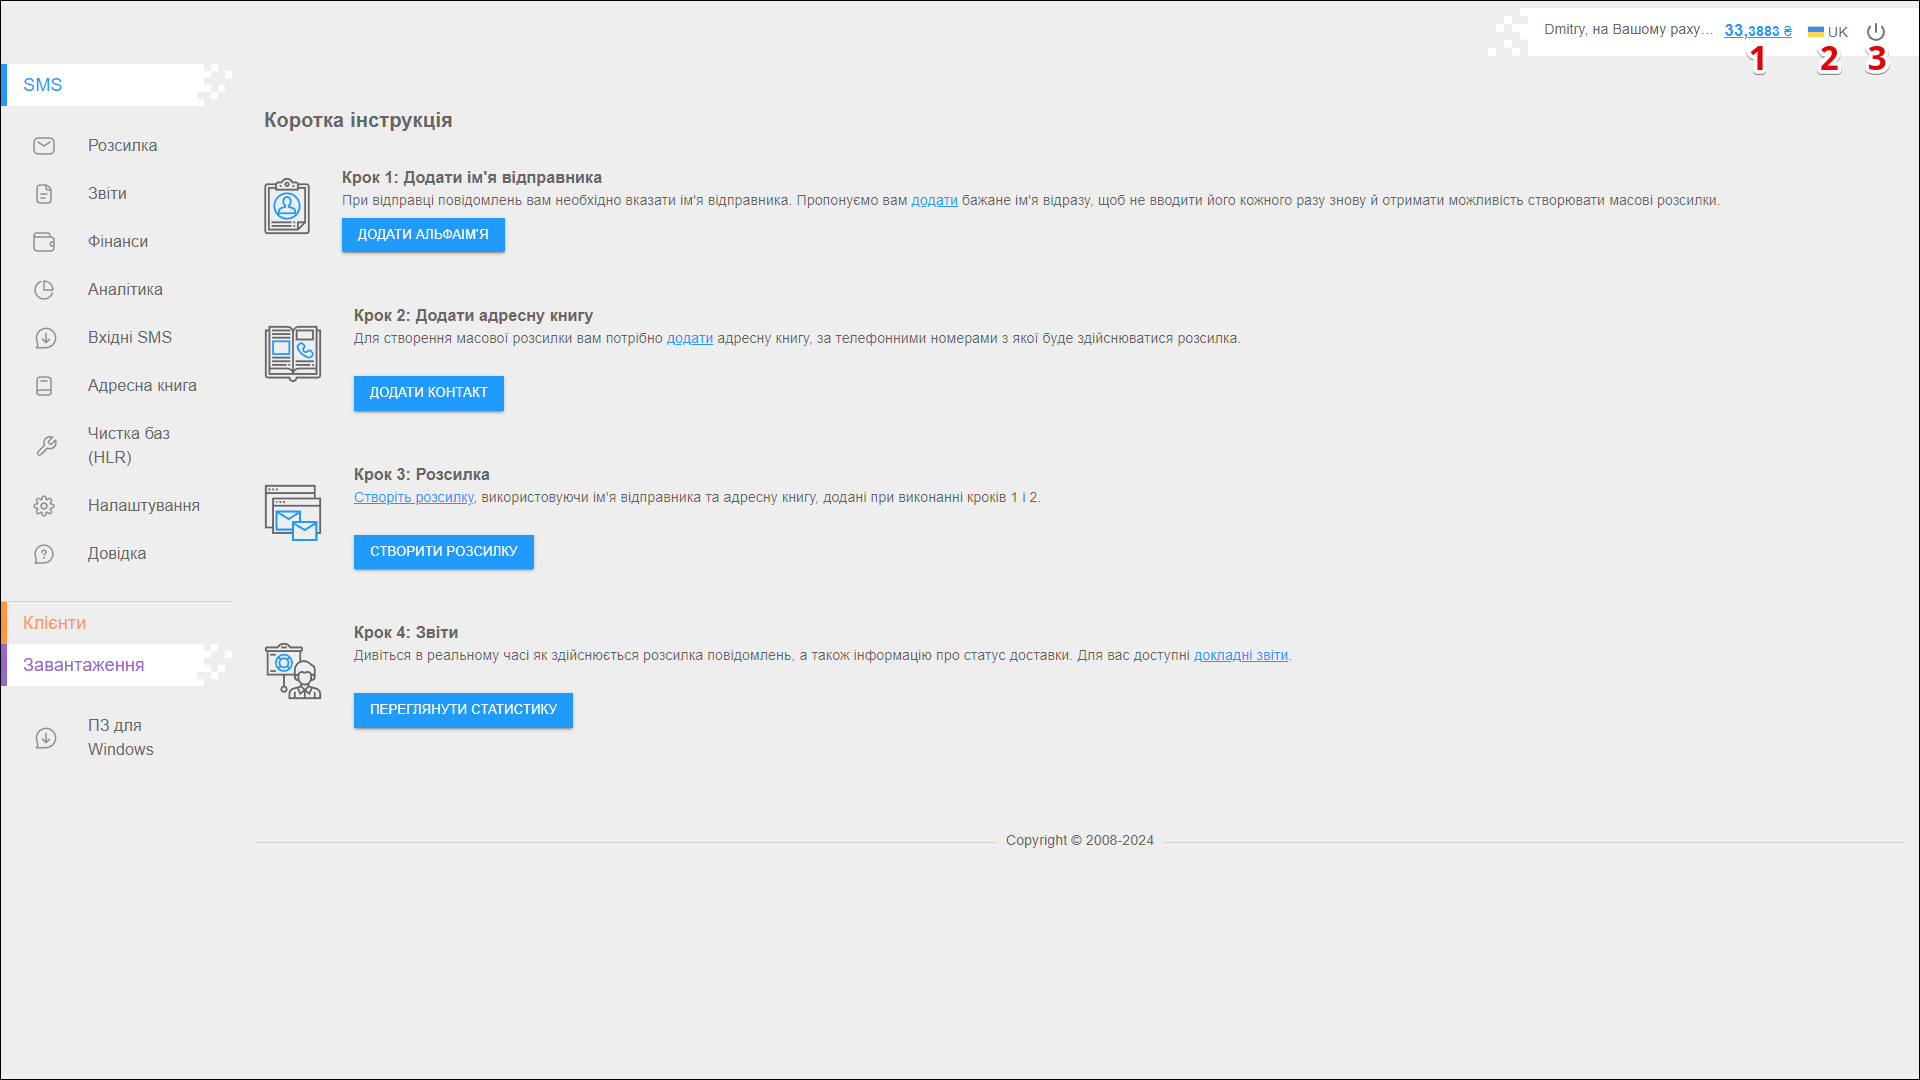 Dmitry, на Вашому раху...
33,3883 ₴
UK
1
2
3
SMS
Розсилка
Звіти
Фінанси
Аналітика
Вхідні SMS
Адресна книга
Чистка баз
(HLR)
Налаштування
Довідка
Клієнти
Завантаження
ПЗ для
Windows
Коротка інструкція
Крок 1: Додати ім'я відправника
При відправці повідомлень вам необхідно вказати ім'я відправника. Пропонуємо вам додати бажане ім'я відразу, щоб не вводити його кожного разу знову й отримати можливість створювати масові розсилки.
ДОДАТИ АЛЬФАІМ'Я
Крок 2: Додати адресну книгу
Для створення масової розсилки вам потрібно додати адресну книгу, за телефонними номерами з якої буде здійснюватися розсилка.
ДОДАТИ КОНТАКТ
Крок 3: Розсилка
Створіть розсилку, використовуючи ім'я відправника та адресну книгу, додані при виконанні кроків 1 і 2.
СТВОРИТИ РОЗСИЛКУ
Крок 4: Звіти
Дивіться в реальному часі як здійснюється розсилка повідомлень, а також інформацію про статус доставки. Для вас доступні докладні звіти.
ПЕРЕГЛЯНУТИ СТАТИСТИКУ
Copyright © 2008-2024